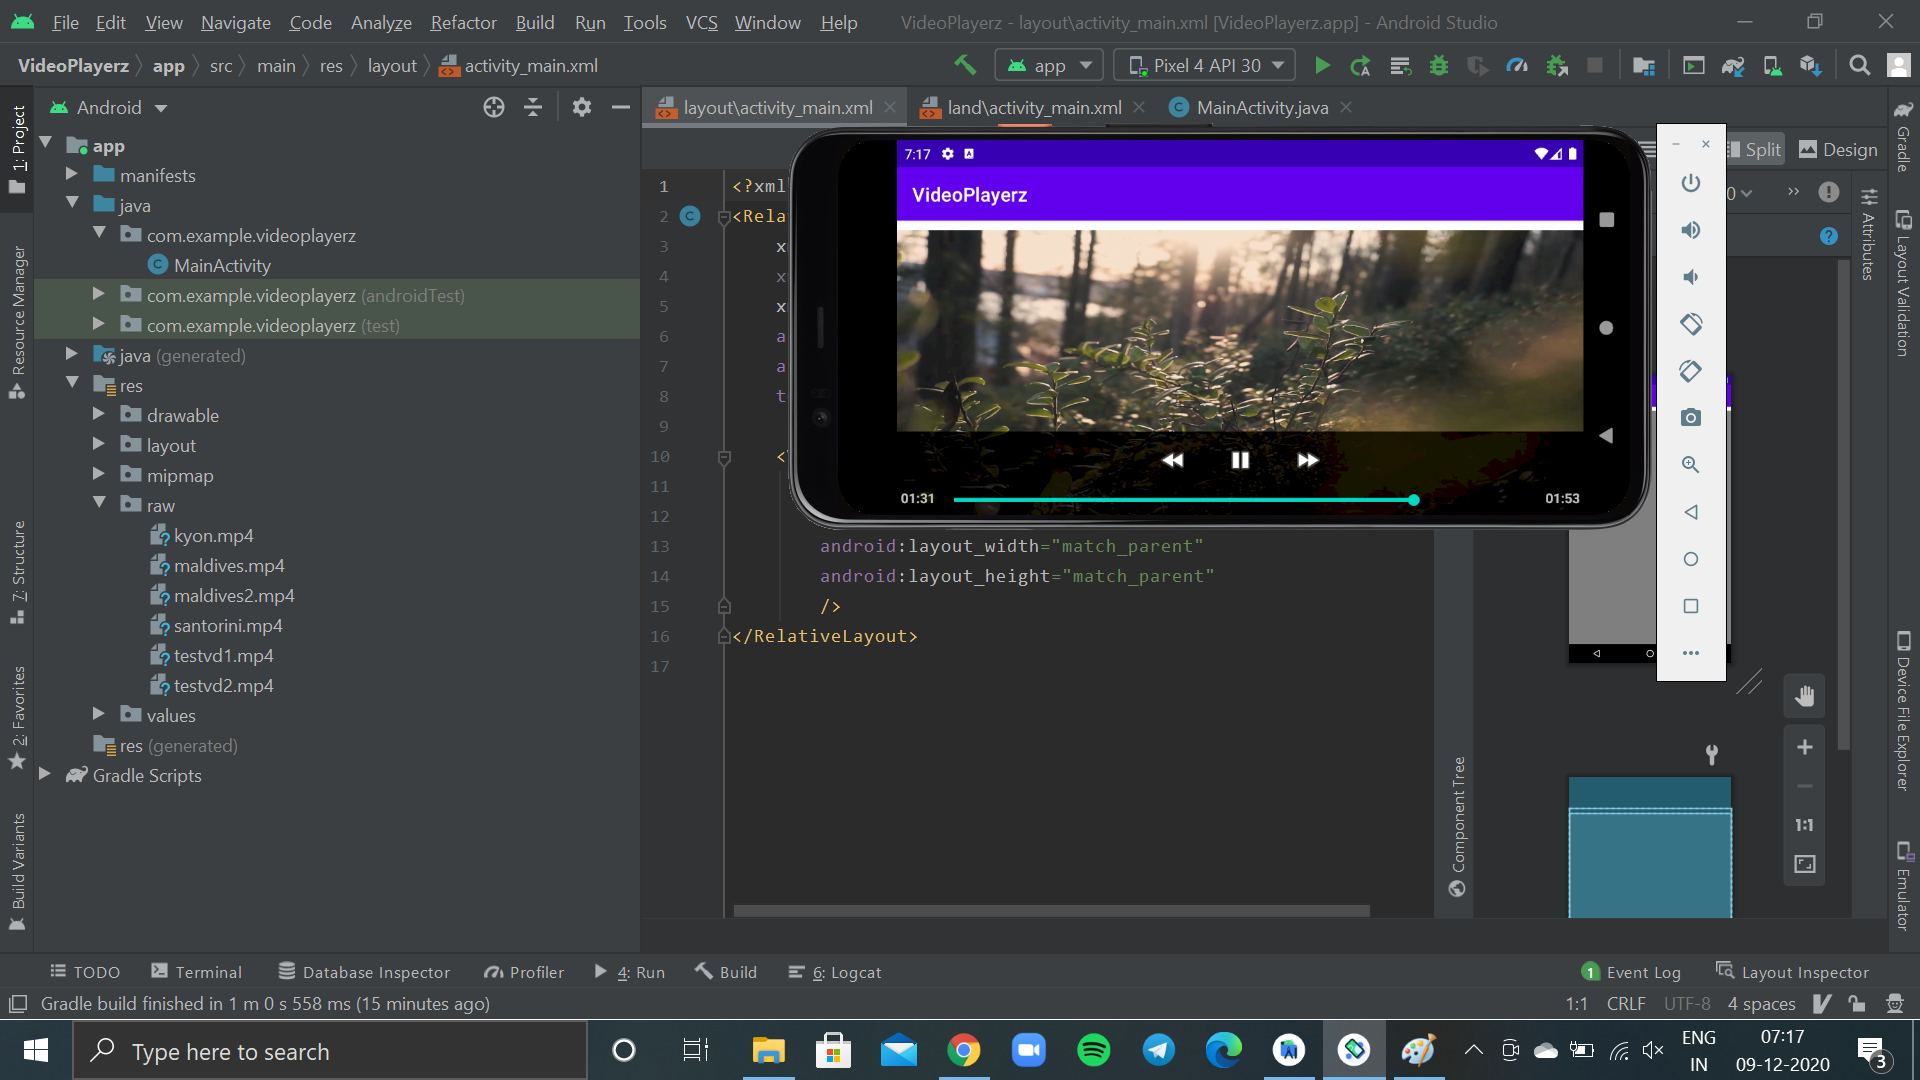 File Edit View Navigate Code Analyze Refactor Build Run Tools VCS Window Help VideoPlayerz - layout\activity_main.xml [VideoPlayerz.app] - Android Studio
VideoPlayerz app src main res layout activity_main.xml app Pixel 4 API 30
Android
layout\activity_main.xml land\activity_main.xml MainActivity.java
Split Design
app
manifests
java
com.example.videoplayerz
MainActivity
com.example.videoplayerz (androidTest)
com.example.videoplayerz (test)
java (generated)
res
drawable
layout
mipmap
raw
kyon.mp4
maldives.mp4
maldives2.mp4
santorini.mp4
testvd1.mp4
testvd2.mp4
values
res (generated)
Gradle Scripts
1: Project
Resource Manager
7: Structure
2: Favorites
Build Variants
1 <?xml
2 <Rela
3 x
4 x
5 x
6 a
7 a
8 t
9
10 <
11
12
13 android:layout_width="match_parent"
14 android:layout_height="match_parent"
15 />
16 </RelativeLayout>
17
7:17
VideoPlayerz
01:31 01:53
0
Component Tree
1:1
Gradle
Attributes
Layout Validation
Device File Explorer
Emulator
TODO Terminal Database Inspector Profiler 4: Run Build 6: Logcat 1 Event Log Layout Inspector
Gradle build finished in 1 m 0 s 558 ms (15 minutes ago) 1:1 CRLF UTF-8 4 spaces
Type here to search
ENG
IN
07:17
09-12-2020
3